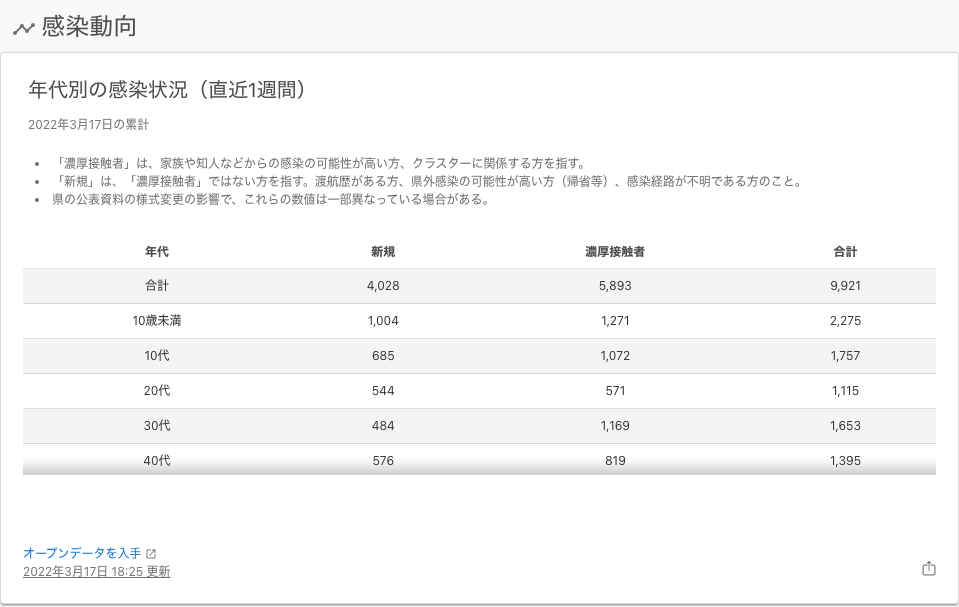 感染動向
年代別の感染状況（直近1週間）
2022年3月17日の累計
• 「濃厚接触者」は、家族や知人などからの感染の可能性が高い方、クラスターに関係する方を指す。
• 「新規」は、「濃厚接触者」ではない方を指す。渡航歴がある方、県外感染の可能性が高い方（帰省等）、感染経路が不明である方のこと。
• 県の公表資料の様式変更の影響で、これらの数値は一部異なっている場合がある。
年代 新規 濃厚接触者 合計
合計 4,028 5,893 9,921
10歳未満 1,004 1,271 2,275
10代 685 1,072 1,757
20代 544 571 1,115
30代 484 1,169 1,653
40代 576 819 1,395
オープンデータを入手
2022年3月17日 18:25 更新